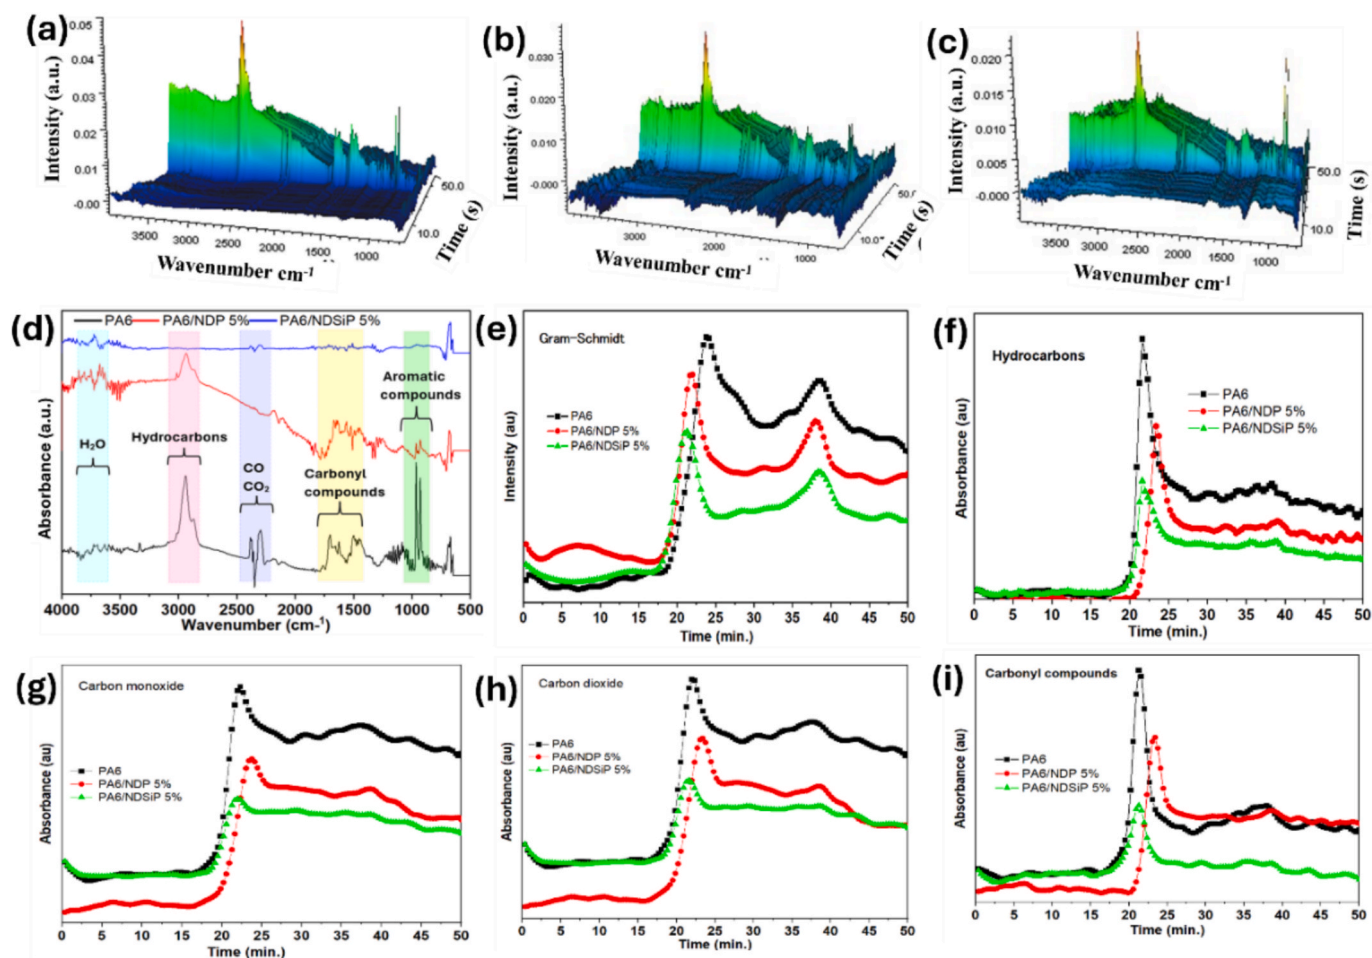 (a)
0.05
0.04
0.03
0.02
0.01
-0.00
Intensity (a.u.)
3500
3000
2500
2000
1500
1000
Wavenumber cm⁻¹
10.0
50.0
Time (s)
(b)
0.030
0.020
0.010
-0.000
Intensity (a.u.)
3000
2000
1000
Wavenumber cm⁻¹
10.0
50.0
Time (s)
(c)
0.020
0.015
0.010
0.005
-0.000
Intensity (a.u.)
3500
3000
2500
2000
1500
1000
Wavenumber cm⁻¹
10.0
50.0
Time (s)
(d)
PA6 PA6/NDP 5% PA6/NDSiP 5%
Aromatic
compounds
H₂O
Hydrocarbons
CO
CO₂
Carbonyl
compounds
Absorbance (a.u.)
4000 3500 3000 2500 2000 1500 1000 500
Wavenumber (cm⁻¹)
(e)
Gram-Schmidt
PA6
PA6/NDP 5%
PA6/NDSiP 5%
Intensity (au)
0 5 10 15 20 25 30 35 40 45 50
Time (min.)
(f)
Hydrocarbons
PA6
PA6/NDP 5%
PA6/NDSiP 5%
Absorbance (au)
0 5 10 15 20 25 30 35 40 45 50
Time (min.)
(g)
Carbon monoxide
PA6
PA6/NDP 5%
PA6/NDSiP 5%
Absorbance (au)
0 5 10 15 20 25 30 35 40 45 50
Time (min.)
(h)
Carbon dioxide
PA6
PA6/NDP 5%
PA6/NDSiP 5%
Absorbance (au)
0 5 10 15 20 25 30 35 40 45 50
Time (min.)
(i)
Carbonyl compounds
PA6
PA6/NDP 5%
PA6/NDSiP 5%
Absorbance (au)
0 5 10 15 20 25 30 35 40 45 50
Time (min.)